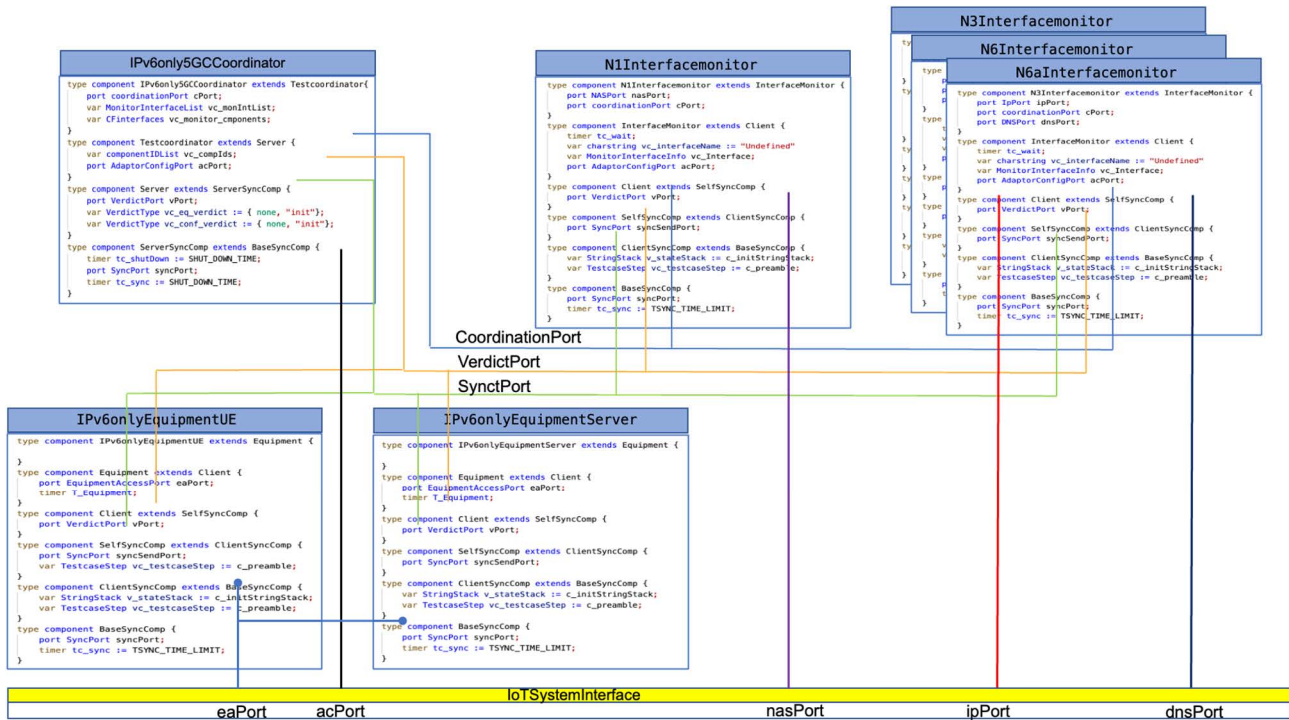 N3Interfacemonitor
N6Interfacemonitor
N6aInterfacemonitor
IPv6only5GCCoordinator
type component IPv6only5GCCoordinator extends Testcoordinator{
port coordinationPort cPort;
var MonitorInterfaceList vc_monIntList;
var CFinterfaces vc_monitor_cmponents;
}
type component Testcoordinator extends Server {
var componentIDList vc_compIds;
port AdaptorConfigPort acPort;
}
type component Server extends ServerSyncComp {
port VerdictPort vPort;
var VerdictType vc_eq_verdict := { none, "init"};
var VerdictType vc_conf_verdict := { none, "init"};
}
type component ServerSyncComp extends BaseSyncComp {
timer tc_shutDown := SHUT_DOWN_TIME;
port SyncPort syncPort;
timer tc_sync := SHUT_DOWN_TIME;
}
N1Interfacemonitor
type component N1Interfacemonitor extends InterfaceMonitor {
port NASPort nasPort;
port coordinationPort cPort;
}
type component InterfaceMonitor extends Client {
timer tc_wait;
var charstring vc_interfaceName := "Undefined"
var MonitorInterfaceInfo vc_Interface;
port AdaptorConfigPort acPort;
}
type component Client extends SelfSyncComp {
port VerdictPort vPort;
}
type component SelfSyncComp extends ClientSyncComp {
port SyncPort syncSendPort;
}
type component ClientSyncComp extends BaseSyncComp {
var StringStack v_stateStack := c_initStringStack;
var TestcaseStep vc_testcaseStep := c_preamble;
}
type component BaseSyncComp {
port SyncPort syncPort;
timer tc_sync := TSYNC_TIME_LIMIT;
}
type component N3Interfacemonitor extends InterfaceMonitor {
port IpPort ipPort;
port coordinationPort cPort;
port DNSPort dnsPort;
}
type component InterfaceMonitor extends Client {
timer tc_wait;
var charstring vc_interfaceName := "Undefined"
var MonitorInterfaceInfo vc_Interface;
port AdaptorConfigPort acPort;
}
type component Client extends SelfSyncComp {
port VerdictPort vPort;
}
type component SelfSyncComp extends ClientSyncComp {
port SyncPort syncSendPort;
}
type component ClientSyncComp extends BaseSyncComp {
var StringStack v_stateStack := c_initStringStack;
var TestcaseStep vc_testcaseStep := c_preamble;
}
type component BaseSyncComp {
port SyncPort syncPort;
timer tc_sync := TSYNC_TIME_LIMIT;
}
CoordinationPort
VerdictPort
SynctPort
IPv6onlyEquipmentUE
type component IPv6onlyEquipmentUE extends Equipment {
}
type component Equipment extends Client {
port EquipmentAccessPort eaPort;
timer T_Equipment;
}
type component Client extends SelfSyncComp {
port VerdictPort vPort;
}
type component SelfSyncComp extends ClientSyncComp {
port SyncPort syncSendPort;
var TestcaseStep vc_testcaseStep := c_preamble;
}
type component ClientSyncComp extends BaseSyncComp {
var StringStack v_stateStack := c_initStringStack;
var TestcaseStep vc_testcaseStep := c_preamble;
}
type component BaseSyncComp {
port SyncPort syncPort;
timer tc_sync := TSYNC_TIME_LIMIT;
}
IPv6onlyEquipmentServer
type component IPv6onlyEquipmentServer extends Equipment {
}
type component Equipment extends Client {
port EquipmentAccessPort eaPort;
timer T_Equipment;
}
type component Client extends SelfSyncComp {
port VerdictPort vPort;
}
type component SelfSyncComp extends ClientSyncComp {
port SyncPort syncSendPort;
}
type component ClientSyncComp extends BaseSyncComp {
var StringStack v_stateStack := c_initStringStack;
var TestcaseStep vc_testcaseStep := c_preamble;
}
type component BaseSyncComp {
port SyncPort syncPort;
timer tc_sync := TSYNC_TIME_LIMIT;
}
IoTSystemInterface
eaPort acPort nasPort ipPort dnsPort